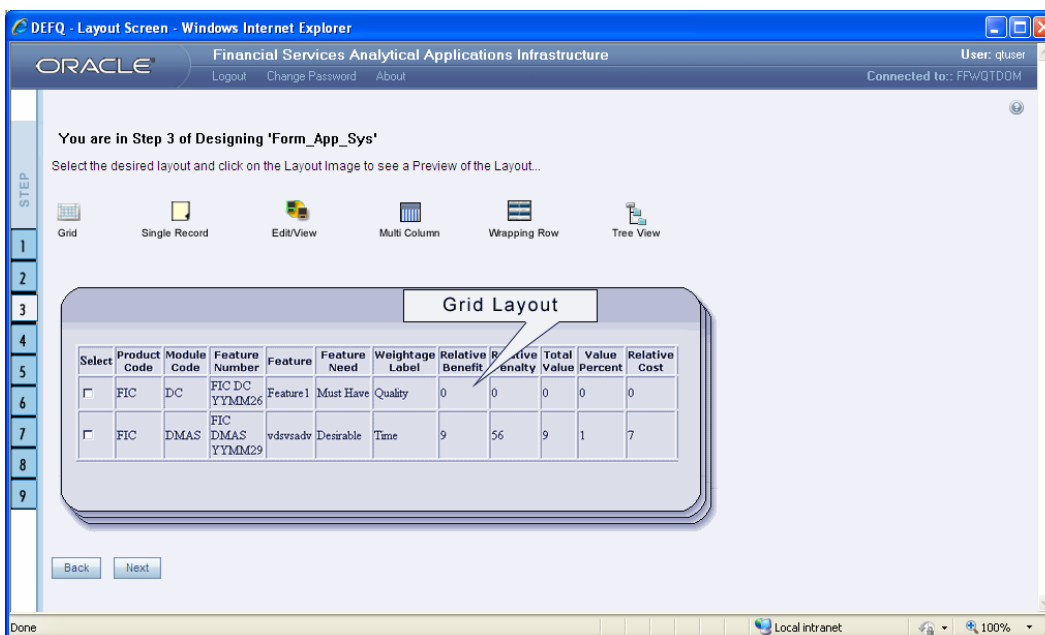 DEFQ - Layout Screen - Windows Internet Explorer
ORACLE
Financial Services Analytical Applications Infrastructure
User: qtuser
Logout Change Password About
Connected to:: FFWQTDOM
You are in Step 3 of Designing 'Form_App_Sys'
Select the desired layout and click on the Layout Image to see a Preview of the Layout...
STEP
Grid Single Record Edit/View Multi Column Wrapping Row Tree View
1
2
3
4
5
6
7
8
9
Grid Layout
Select Product Code Module Code Feature Number Feature Feature Need Weightage Label Relative Benefit Total Value Value Percent Relative Cost
FIC DC FIC DC YYMM26 Feature1 Must Have Quality 0 0 0 0 0
FIC DMAS FIC DMAS YYMM29 vdsvsadv Desirable Time 9 56 9 1 7
Back Next
Done
Local intranet
100%